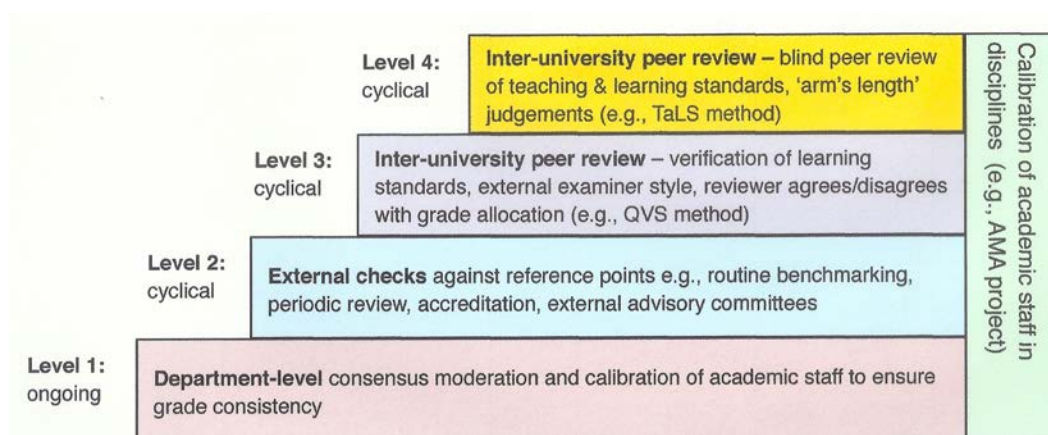 Level 4:
cyclical
Inter-university peer review – blind peer review
of teaching & learning standards, ‘arm’s length’
judgements (e.g., TaLS method)
Level 3:
cyclical
Inter-university peer review – verification of learning
standards, external examiner style, reviewer agrees/disagrees
with grade allocation (e.g., QVS method)
Level 2:
cyclical
External checks against reference points e.g., routine benchmarking,
periodic review, accreditation, external advisory committees
Level 1:
ongoing
Department-level consensus moderation and calibration of academic staff to ensure
grade consistency
Calibration of academic staff in
disciplines (e.g., AMA project)